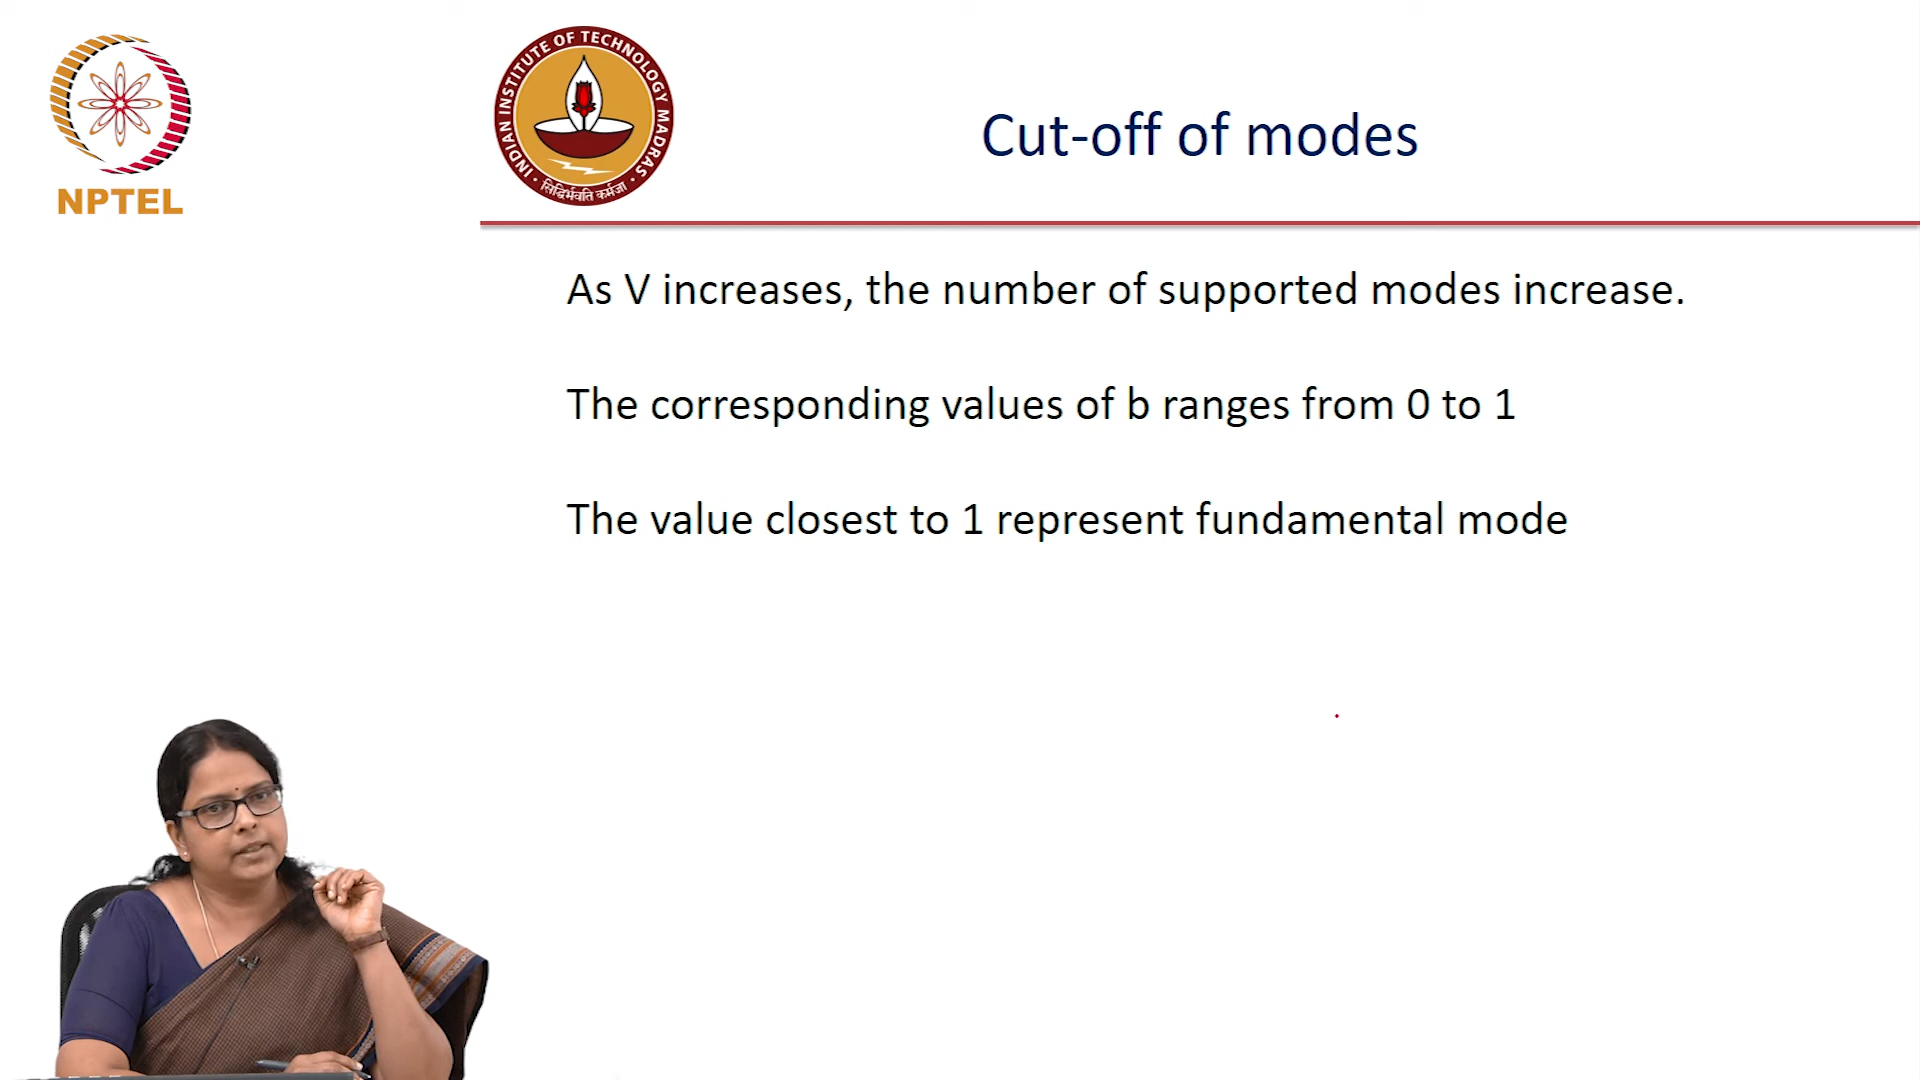 NPTEL
INDIAN INSTITUTE OF TECHNOLOGY MADRAS
सिद्धिर्भवति कर्मजा
Cut-off of modes
As V increases, the number of supported modes increase.
The corresponding values of b ranges from 0 to 1
The value closest to 1 represent fundamental mode